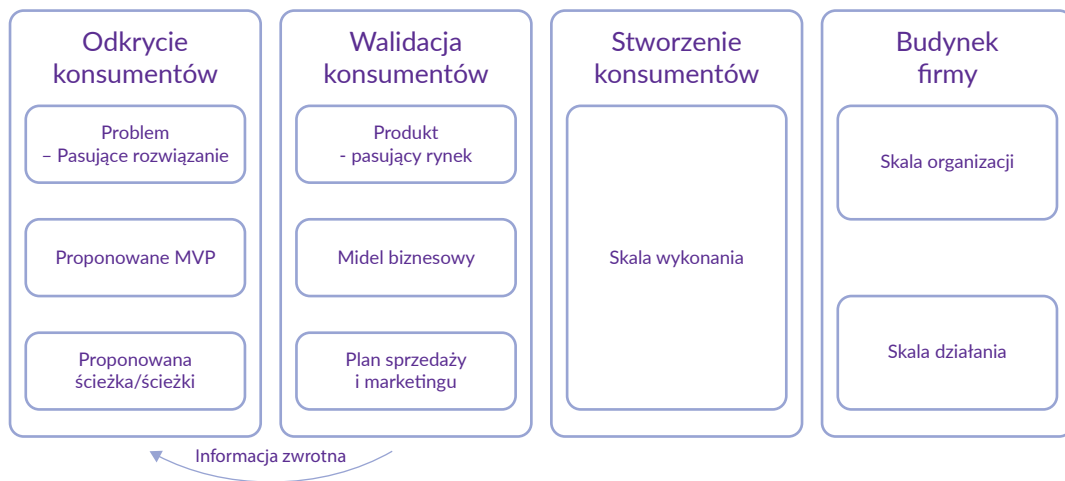 Odkrycie
konsumentów
Problem
– Pasujące rozwiązanie
Proponowane MVP
Proponowana
ścieżka/ścieżki
Walidacja
konsumentów
Produkt
- pasujący rynek
Midel biznesowy
Plan sprzedaży
i marketingu
Stworzenie
konsumentów
Skala wykonania
Budynek
firmy
Skala organizacji
Skala działania
Informacja zwrotna